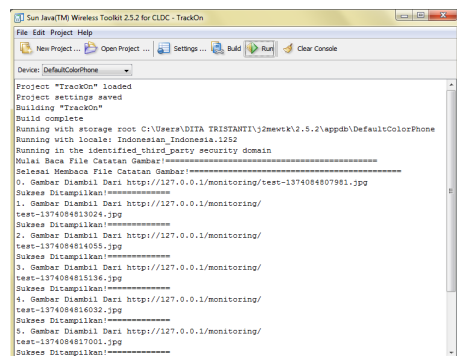 Sun Java(TM) Wireless Toolkit 2.5.2 for CLDC - TrackOn
File Edit Project Help
New Project ... Open Project ... Settings ... Build Run Clear Console
Device: DefaultColorPhone
Project "TrackOn" loaded
Project settings saved
Building "TrackOn"
Build complete
Running with storage root C:\Users\DITA TRISTANTI\j2mewtk\2.5.2\appdb\DefaultColorPhone
Running with locale: Indonesian_Indonesia.1252
Running in the identified_third_party security domain
Mulai Baca File Catatan Gambar!===========================================
Selesai Membaca File Catatan Gambar!===========================================
0. Gambar Diambil Dari http://127.0.0.1/monitoring/test-1374084807981.jpg
Sukses Ditampilkan!=============
1. Gambar Diambil Dari http://127.0.0.1/monitoring/
test-1374084813024.jpg
Sukses Ditampilkan!=============
2. Gambar Diambil Dari http://127.0.0.1/monitoring/
test-1374084814055.jpg
Sukses Ditampilkan!=============
3. Gambar Diambil Dari http://127.0.0.1/monitoring/
test-1374084815136.jpg
Sukses Ditampilkan!=============
4. Gambar Diambil Dari http://127.0.0.1/monitoring/
test-1374084816032.jpg
Sukses Ditampilkan!=============
5. Gambar Diambil Dari http://127.0.0.1/monitoring/
test-1374084817001.jpg
Sukses Ditampilkan!=============